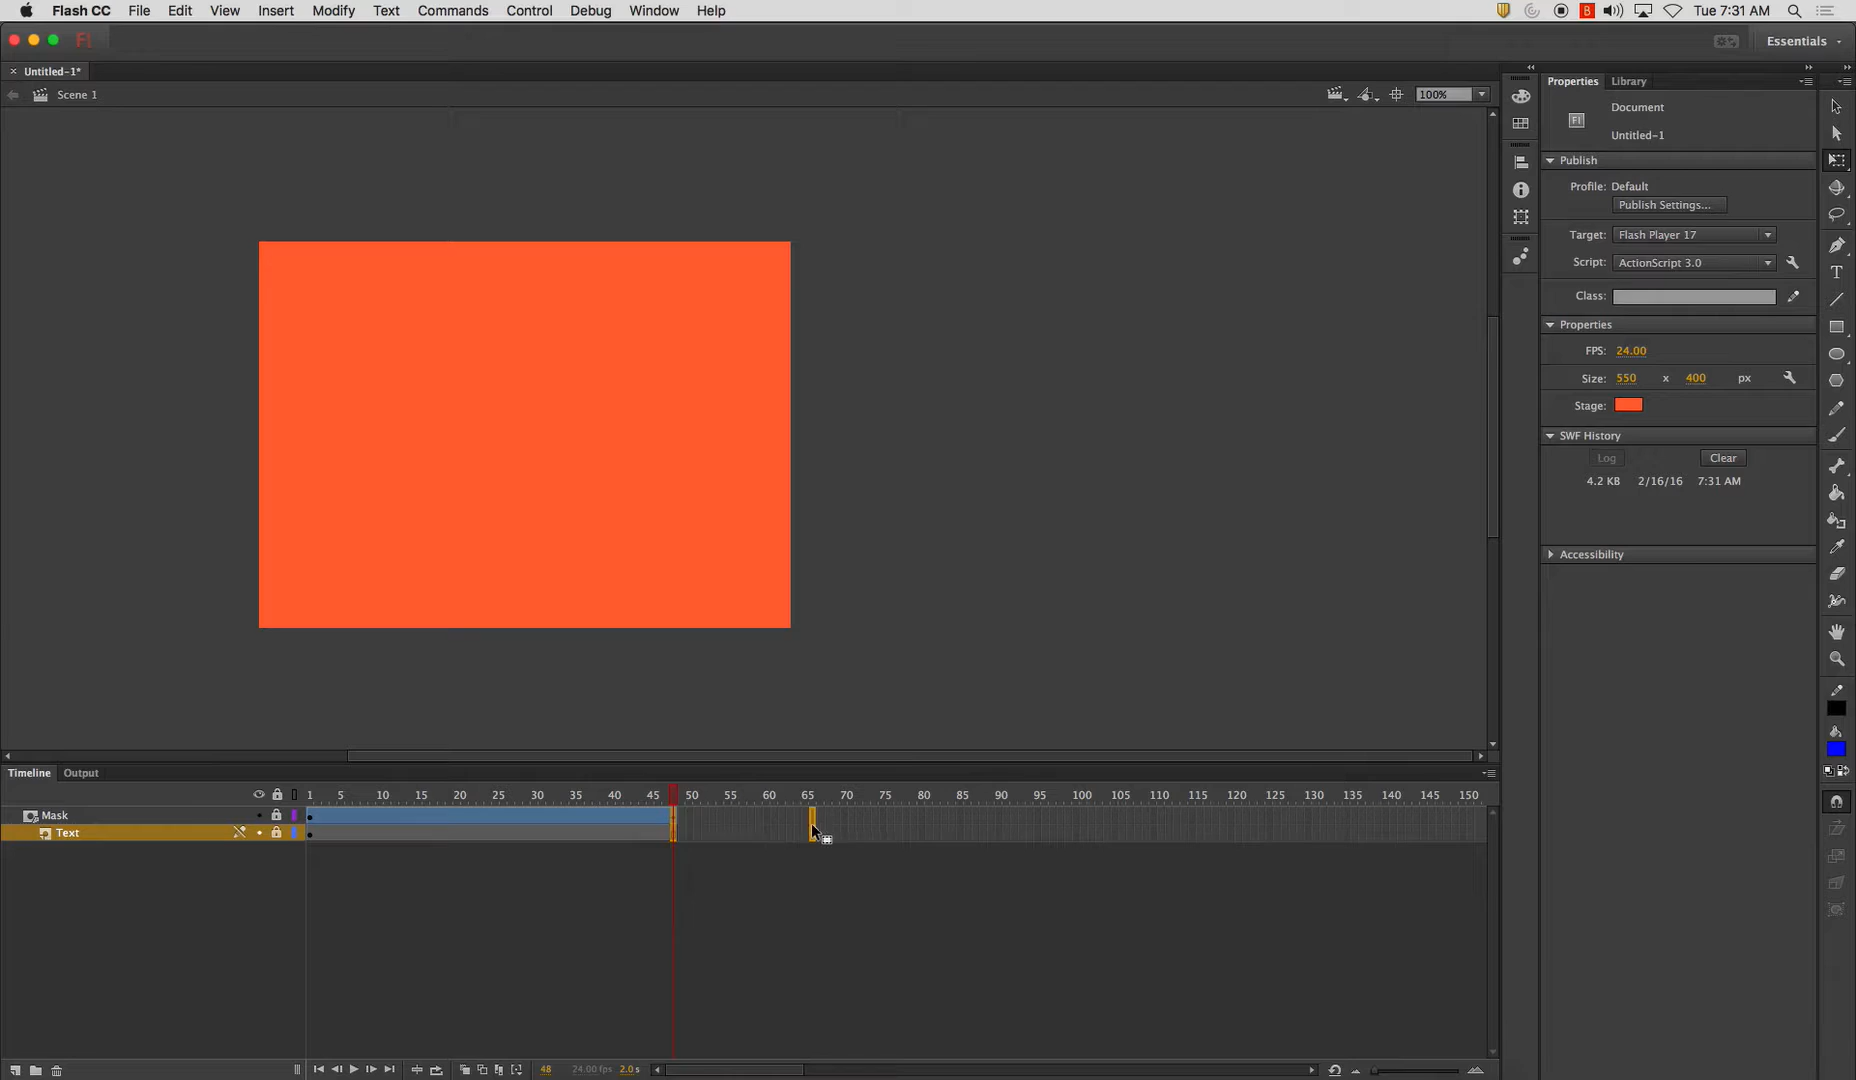 Flash CC File Edit View Insert Modify Text Commands Control Debug Window Help Tue 7:31 AM
Fl Essentials
Untitled-1*
Scene 1 100%
Properties Library
Fl Document
Untitled-1
Publish
Profile: Default
Publish Settings...
Target: Flash Player 17
Script: ActionScript 3.0
Class:
Properties
FPS: 24.00
Size: 550 x 400 px
Stage:
SWF History
Log Clear
4.2 KB 2/16/16 7:31 AM
Accessibility
Timeline Output
1 5 10 15 20 25 30 35 40 45 50 55 60 65 70 75 80 85 90 95 100 105 110 115 120 125 130 135 140 145 150
Mask
Text
48 24.00 fps 2.0 s